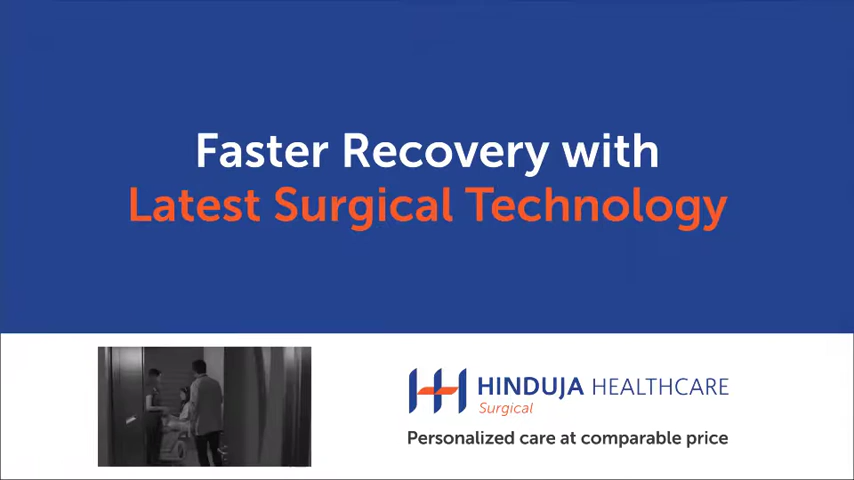 Faster Recovery with
Latest Surgical Technology
HINDUJA HEALTHCARE
Surgical
Personalized care at comparable price